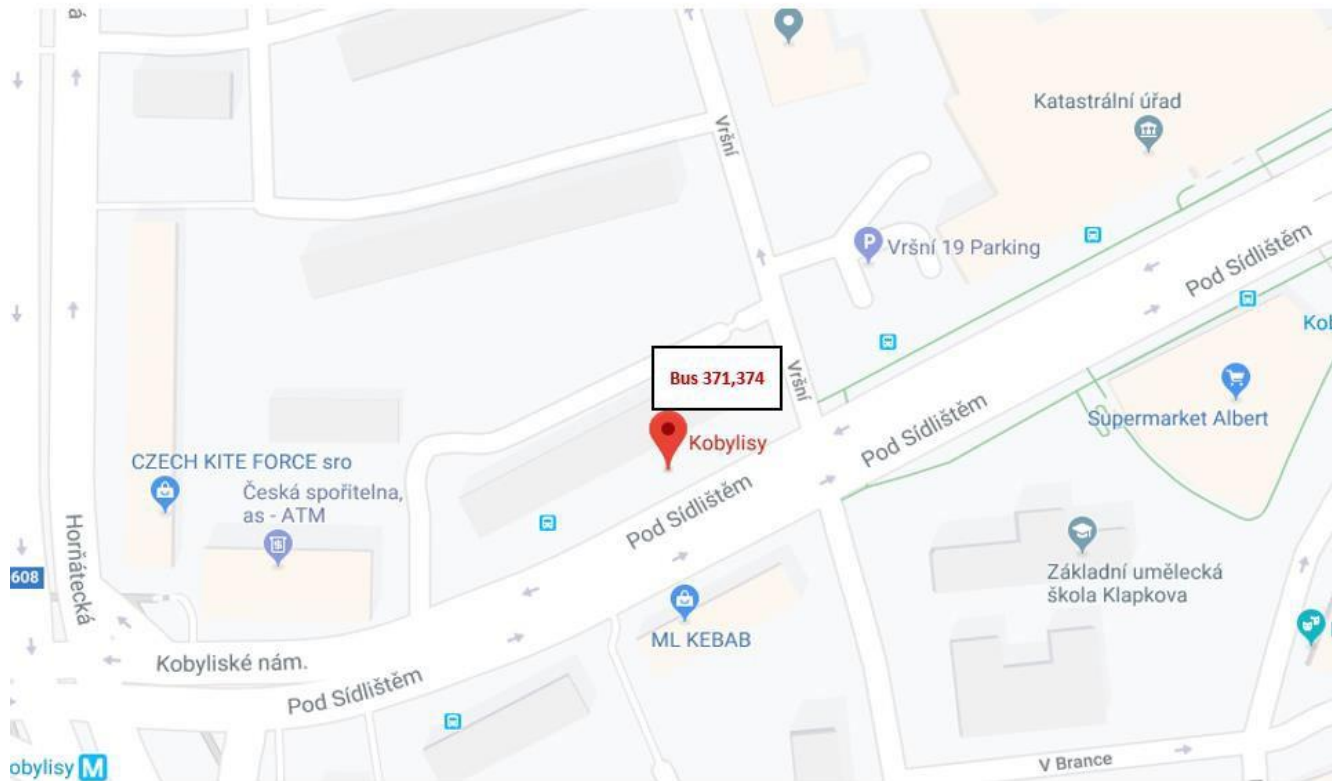 á
Vršní
Katastrální úřad
P
Vršní 19 Parking
Pod Sídlištěm
Kob
Bus 371,374
Vršní
Kobylisy
Pod Sídlištěm
Supermarket Albert
CZECH KITE FORCE sro
Česká spořitelna,
as - ATM
Pod Sídlištěm
Horňátecká
608
Základní umělecká
škola Klapkova
ML KEBAB
Kobyliské nám.
Pod Sídlištěm
obylisy M
V Brance